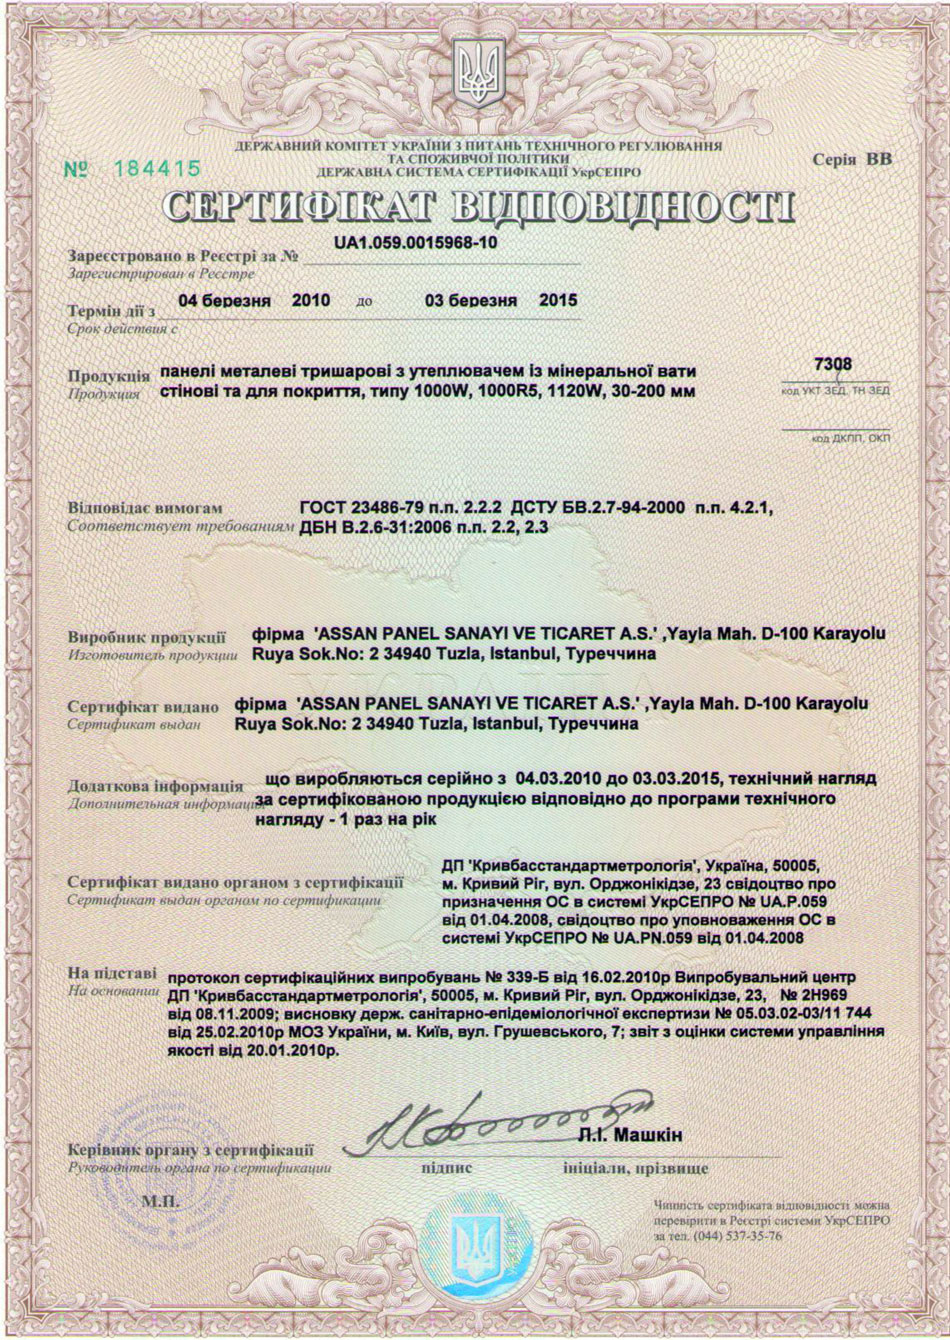 ДЕРЖАВНИЙ КОМІТЕТ УКРАЇНИ З ПИТАНЬ ТЕХНІЧНОГО РЕГУЛЮВАННЯ
ТА СПОЖИВЧОЇ ПОЛІТИКИ
ДЕРЖАВНА СИСТЕМА СЕРТИФІКАЦІЇ УкрСЕПРО
№ 184415
Серія ВВ
СЕРТИФІКАТ ВІДПОВІДНОСТІ
Зареєстровано в Реєстрі за № UA1.059.0015968-10
Зарегистрирован в Реестре
Термін дії з 04 березня 2010 до 03 березня 2015
Срок действия с
Продукція панелі металеві тришарові з утеплювачем із мінеральної вати
Продукция стінові та для покриття, типу 1000W, 1000R5, 1120W, 30-200 мм
7308
код УКТ ЗЕД, ТН ЗЕД
код ДКПП, ОКП
Відповідає вимогам ГОСТ 23486-79 п.п. 2.2.2 ДСТУ БВ.2.7-94-2000 п.п. 4.2.1,
Соответствует требованиям ДБН В.2.6-31:2006 п.п. 2.2, 2.3
Виробник продукції фірма 'ASSAN PANEL SANAYI VE TICARET A.S.' ,Yayla Mah. D-100 Karayolu
Изготовитель продукции Ruya Sok.No: 2 34940 Tuzla, Istanbul, Туреччина
Сертифікат видано фірма 'ASSAN PANEL SANAYI VE TICARET A.S.' ,Yayla Mah. D-100 Karayolu
Сертификат выдан Ruya Sok.No: 2 34940 Tuzla, Istanbul, Туреччина
Додаткова інформація що виробляються серійно з 04.03.2010 до 03.03.2015, технічний нагляд
Дополнительная информация за сертифікованою продукцією відповідно до програми технічного
нагляду - 1 раз на рік
Сертифікат видано органом з сертифікації
Сертификат выдан органом по сертификации
ДП 'Кривбасстандартметрологія', Україна, 50005,
м. Кривий Ріг, вул. Орджонікідзе, 23 свідоцтво про
призначення ОС в системі УкрСЕПРО № UA.P.059
від 01.04.2008, свідоцтво про уповноваження ОС в
системі УкрСЕПРО № UA.PN.059 від 01.04.2008
На підставі протокол сертифікаційних випробувань № 339-Б від 16.02.2010р Випробувальний центр
На основании ДП 'Кривбасстандартметрологія', 50005, м. Кривий Ріг, вул. Орджонікідзе, 23, № 2Н969
від 08.11.2009; висновку держ. санітарно-епідеміологічної експертизи № 05.03.02-03/11 744
від 25.02.2010р МОЗ України, м. Київ, вул. Грушевського, 7; звіт з оцінки системи управління
якості від 20.01.2010р.
Л.І. Машкін
Керівник органу з сертифікації
Руководитель органа по сертификации
підпис ініціали, прізвище
М.П.
Чинність сертифіката відповідності можна
перевірити в Реєстрі системи УкрСЕПРО
за тел. (044) 537-35-76